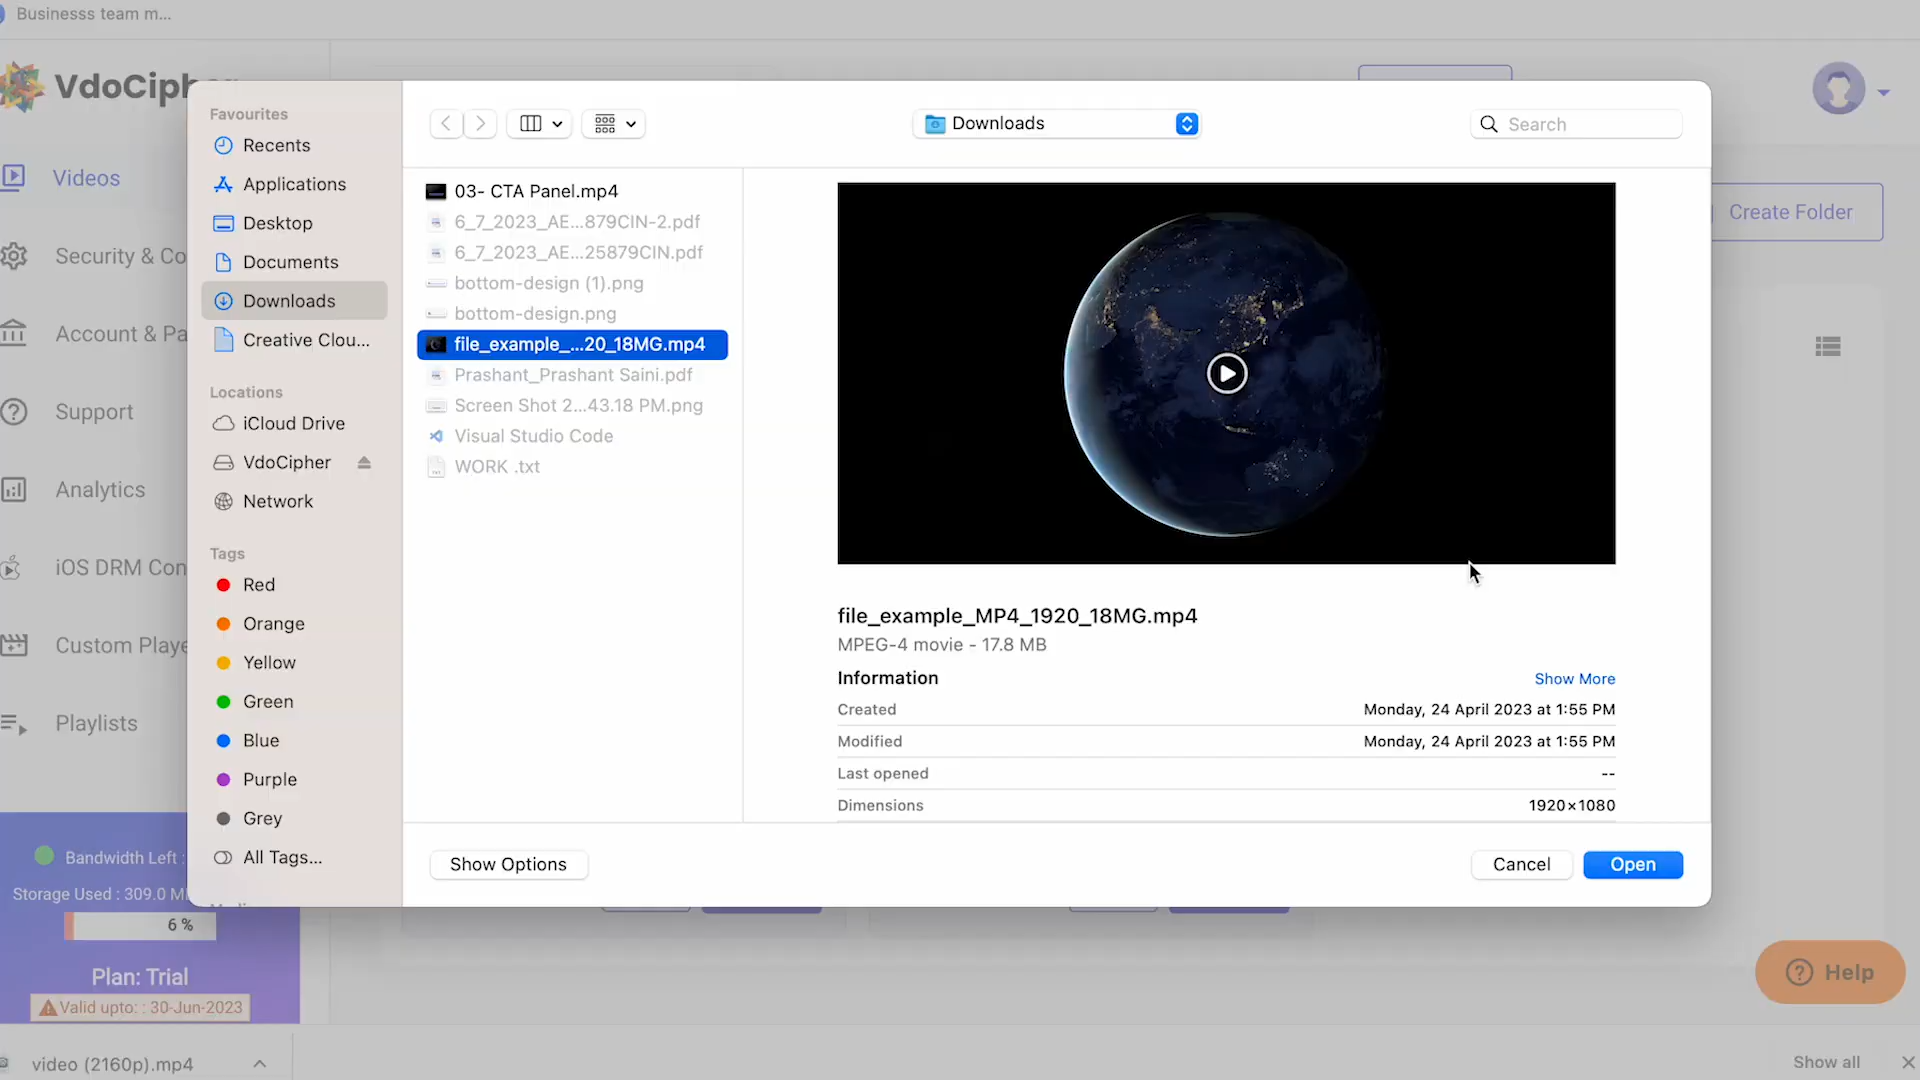 Businesss team m...
VdoCiph
Videos
Security & Co
Account & Pa
Support
Analytics
iOS DRM Con
Custom Playe
Playlists
Bandwidth Left :
Storage Used : 309.0 M
6 %
Plan: Trial
Valid upto: : 30-Jun-2023
video (2160p).mp4
Favourites
Recents
Applications
Desktop
Documents
Downloads
Creative Clou...
Locations
iCloud Drive
VdoCipher
Network
Tags
Red
Orange
Yellow
Green
Blue
Purple
Grey
All Tags...
Downloads
Search
03- CTA Panel.mp4
6_7_2023_AE...879CIN-2.pdf
6_7_2023_AE...25879CIN.pdf
bottom-design (1).png
bottom-design.png
file_example_...20_18MG.mp4
Prashant_Prashant Saini.pdf
Screen Shot 2...43.18 PM.png
Visual Studio Code
WORK .txt
file_example_MP4_1920_18MG.mp4
MPEG-4 movie - 17.8 MB
Information
Show More
Created
Monday, 24 April 2023 at 1:55 PM
Modified
Monday, 24 April 2023 at 1:55 PM
Last opened
--
Dimensions
1920×1080
Show Options
Cancel
Open
Create Folder
Help
Show all